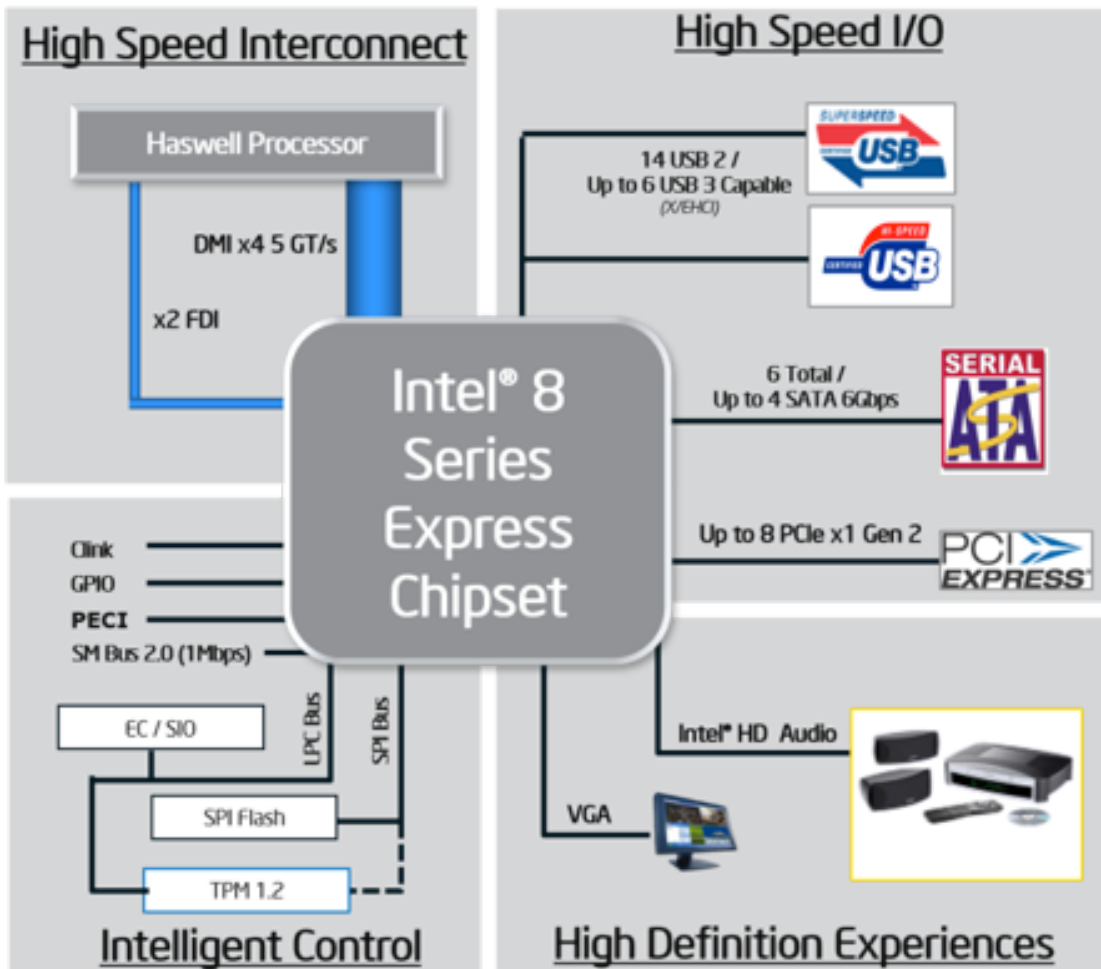 High Speed Interconnect
Haswell Processor
DMI x4 5 GT/s
x2 FDI
High Speed I/O
SUPERSPEED
CERTIFIED USB
14 USB 2 /
Up to 6 USB 3 Capable
(X/EHCI)
HI-SPEED
CERTIFIED USB
6 Total /
Up to 4 SATA 6Gbps
SERIAL
ATA
Up to 8 PCIe x1 Gen 2
PCI
EXPRESS®
Intel® 8
Series
Express
Chipset
Clink
GPIO
PECI
SM Bus 2.0 (1Mbps)
EC / SIO
LPC Bus
SPI Bus
SPI Flash
TPM 1.2
Intelligent Control
Intel® HD Audio
VGA
High Definition Experiences